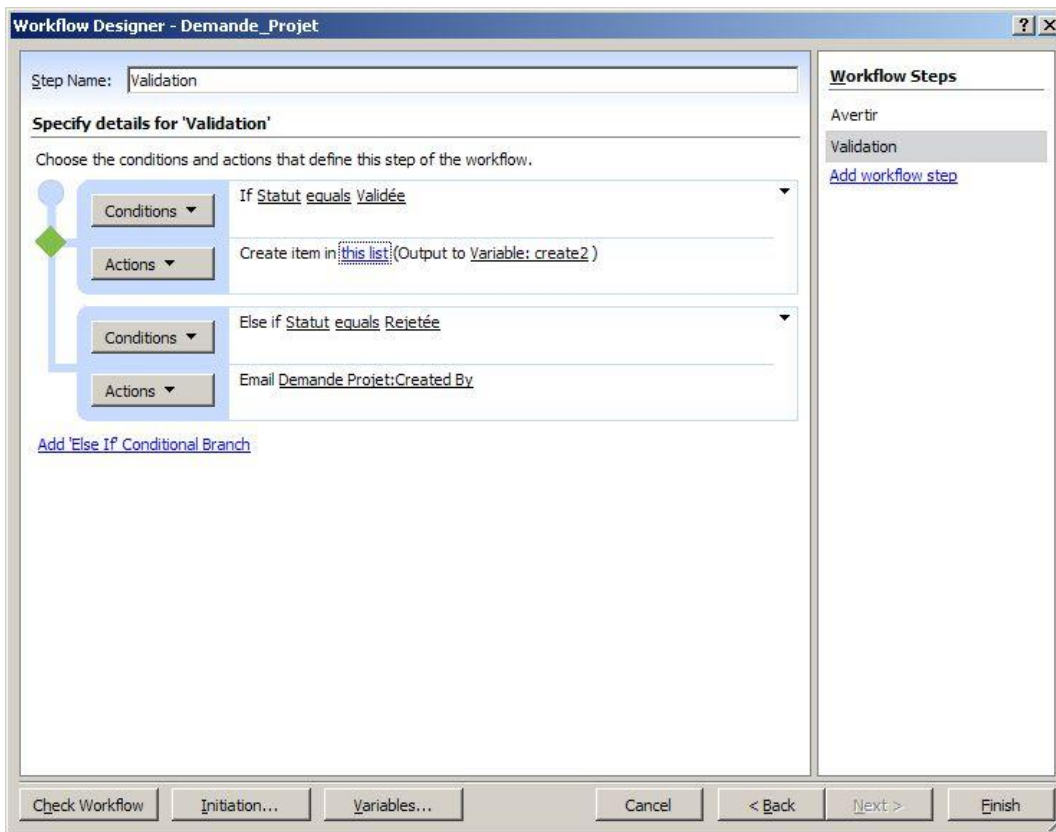 Workflow Designer - Demande_Projet
Step Name: Validation
Specify details for 'Validation'
Choose the conditions and actions that define this step of the workflow.
Conditions
If Statut equals Validée
Actions
Create item in this list (Output to Variable: create2 )
Conditions
Else if Statut equals Rejetée
Actions
Email Demande Projet:Created By
Add 'Else If' Conditional Branch
Workflow Steps
Avertir
Validation
Add workflow step
Check Workflow
Initiation...
Variables...
Cancel
< Back
Next >
Finish